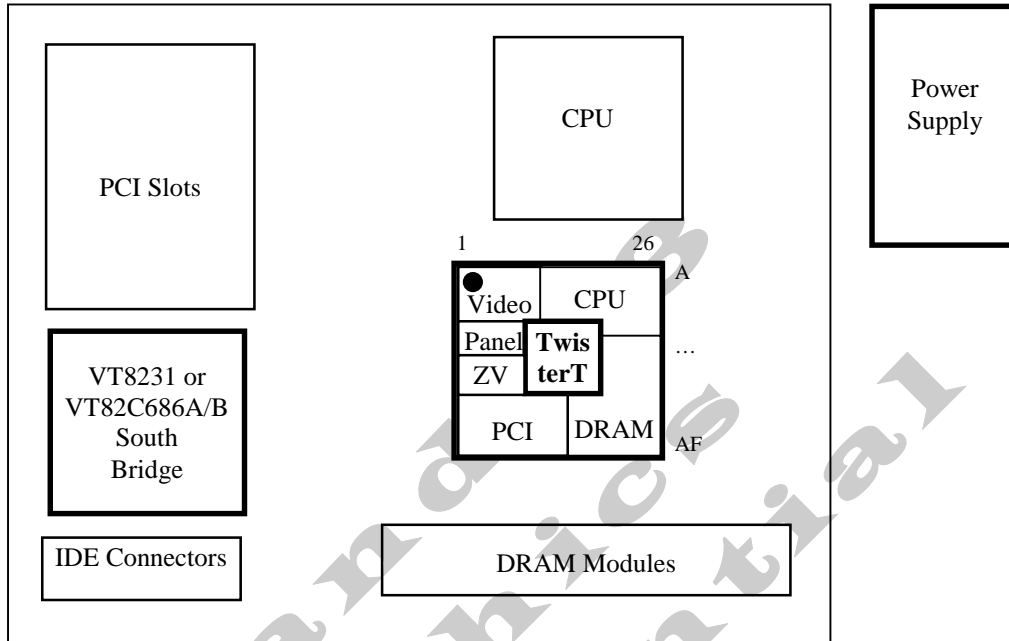 CPU
Power
Supply
PCI Slots
1 26
A
Video CPU
Panel
Twis
terT
…
ZV
PCI DRAM
AF
VT8231 or
VT82C686A/B
South
Bridge
IDE Connectors
DRAM Modules